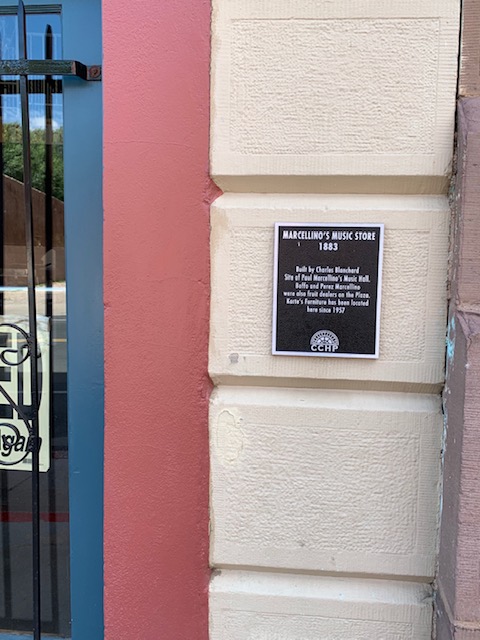 MARCELLINO'S MUSIC STORE
1883
Built by Charles Blanchard
Site of Paul Marcellino's Music Hall.
Boffa and Perez Marcellino
were also fruit dealers on the Plaza.
Korte's Furniture has been located
here since 1957
CCHP